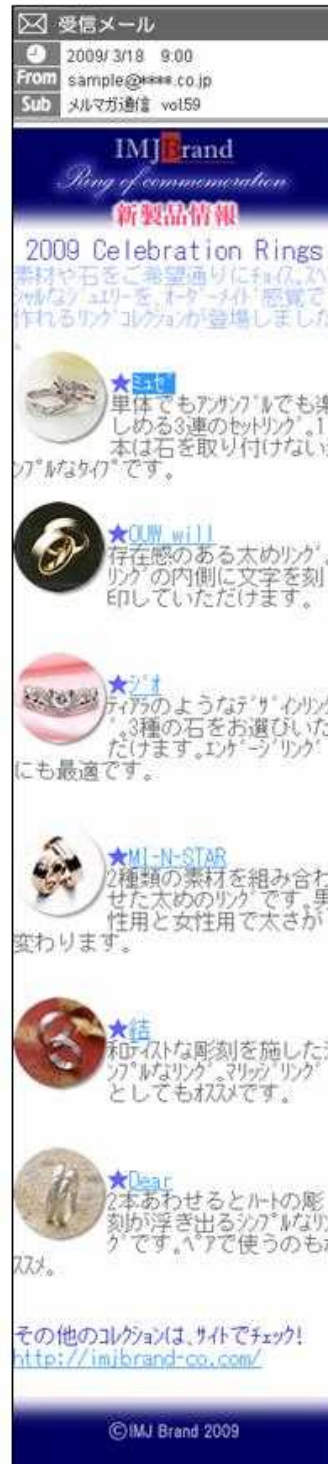 受信メール
2009/ 3/18 9:00
From sample@****.co.jp
Sub メルマガ通信 vol59
IMJBrand
Ring of commemoration
新製品情報
2009 Celebration Rings
素材や石をご希望通りにﾁｮｲｽ｡ｽﾍﾟ
ｼｬﾙなｼﾞｭｴﾘｰを､ｵｰﾀﾞｰﾒｲﾄﾞ感覚で
作れるﾘﾝｸﾞｺﾚｸｼｮﾝが登場しました
。
★ﾐｭｾﾞ
単体でもｱﾝｻﾝﾌﾞﾙでも楽
しめる3連のｾｯﾄﾘﾝｸﾞ｡1
本は石を取り付けない
ﾝﾌﾟﾙなﾀｲﾌﾟです。
★OUW will
存在感のある太めﾘﾝｸﾞ｡
ﾘﾝｸﾞの内側に文字を刻
印していただけます。
★ｼﾞｵ
ﾃｨｱﾗのようなﾃﾞｻﾞｲﾝﾘﾝｸ
ﾞ｡3種の石をお選びいた
だけます｡ｴﾝｹﾞｰｼﾞﾘﾝｸﾞ
にも最適です。
★MI-N-STAR
2種類の素材を組み合わ
せた太めのﾘﾝｸﾞです｡男
性用と女性用で太さが
変わります。
★結
和ﾃｲｽﾄな彫刻を施したｼ
ﾝﾌﾟﾙなﾘﾝｸﾞ｡ﾏﾘｯｼﾞﾘﾝｸﾞ
としてもｵｽｽﾒです。
★Dear
2本あわせるとﾊｰﾄの彫
刻が浮き出るｼﾝﾌﾟﾙなﾘﾝ
ｸﾞです｡ﾍﾟｱで使うのもｵ
ｽｽﾒ。
その他のｺﾚｸｼｮﾝは､ｻｲﾄでﾁｪｯｸ!
http://imjbrand-co.com/
©IMJ Brand 2009